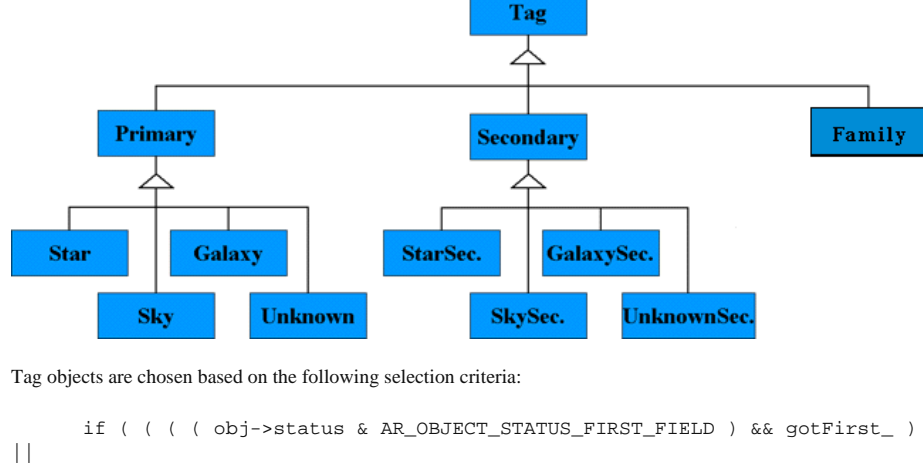 Tag
Primary
Secondary
Family
Star
Galaxy
StarSec.
GalaxySec.
Sky
Unknown
SkySec.
UnknownSec.
Tag objects are chosen based on the following selection criteria:
if ( ( ( ( obj->status & AR_OBJECT_STATUS_FIRST_FIELD ) && gotFirst_ )
||